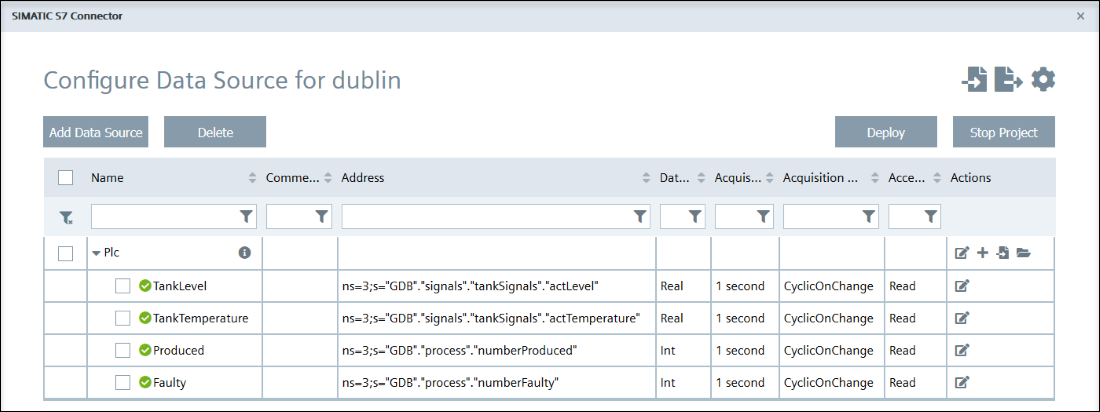 SIMATIC S7 Connector
Configure Data Source for dublin
Add Data Source Delete Deploy Stop Project
Name Comme... Address Dat... Acquis... Acquisition ... Acce... Actions
Plc
TankLevel ns=3;s="GDB"."signals"."tankSignals"."actLevel" Real 1 second CyclicOnChange Read
TankTemperature ns=3;s="GDB"."signals"."tankSignals"."actTemperature" Real 1 second CyclicOnChange Read
Produced ns=3;s="GDB"."process"."numberProduced" Int 1 second CyclicOnChange Read
Faulty ns=3;s="GDB"."process"."numberFaulty" Int 1 second CyclicOnChange Read